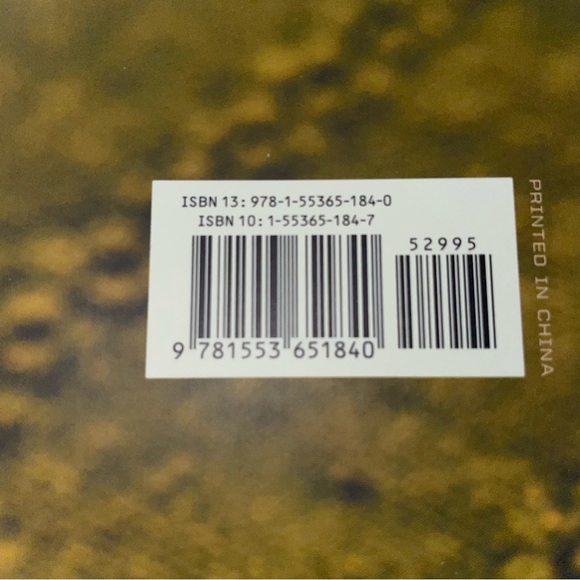 ISBN 13: 978-1-55365-184-0
ISBN 10: 1-55365-184-7
52995
9 781553 651840
PRINTED IN CHINA